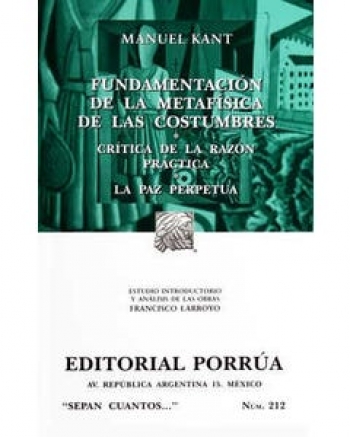 MANUEL KANT
FUNDAMENTACIÓN
DE LA METAFÍSICA
DE LAS COSTUMBRES
CRÍTICA DE LA RAZÓN
PRÁCTICA
LA PAZ PERPETUA
ESTUDIO INTRODUCTORIO
Y ANÁLISIS DE LAS OBRAS
FRANCISCO LARROYO
EDITORIAL PORRÚA
AV. REPÚBLICA ARGENTINA 15. MÉXICO
"SEPAN CUANTOS..." NÚM. 212